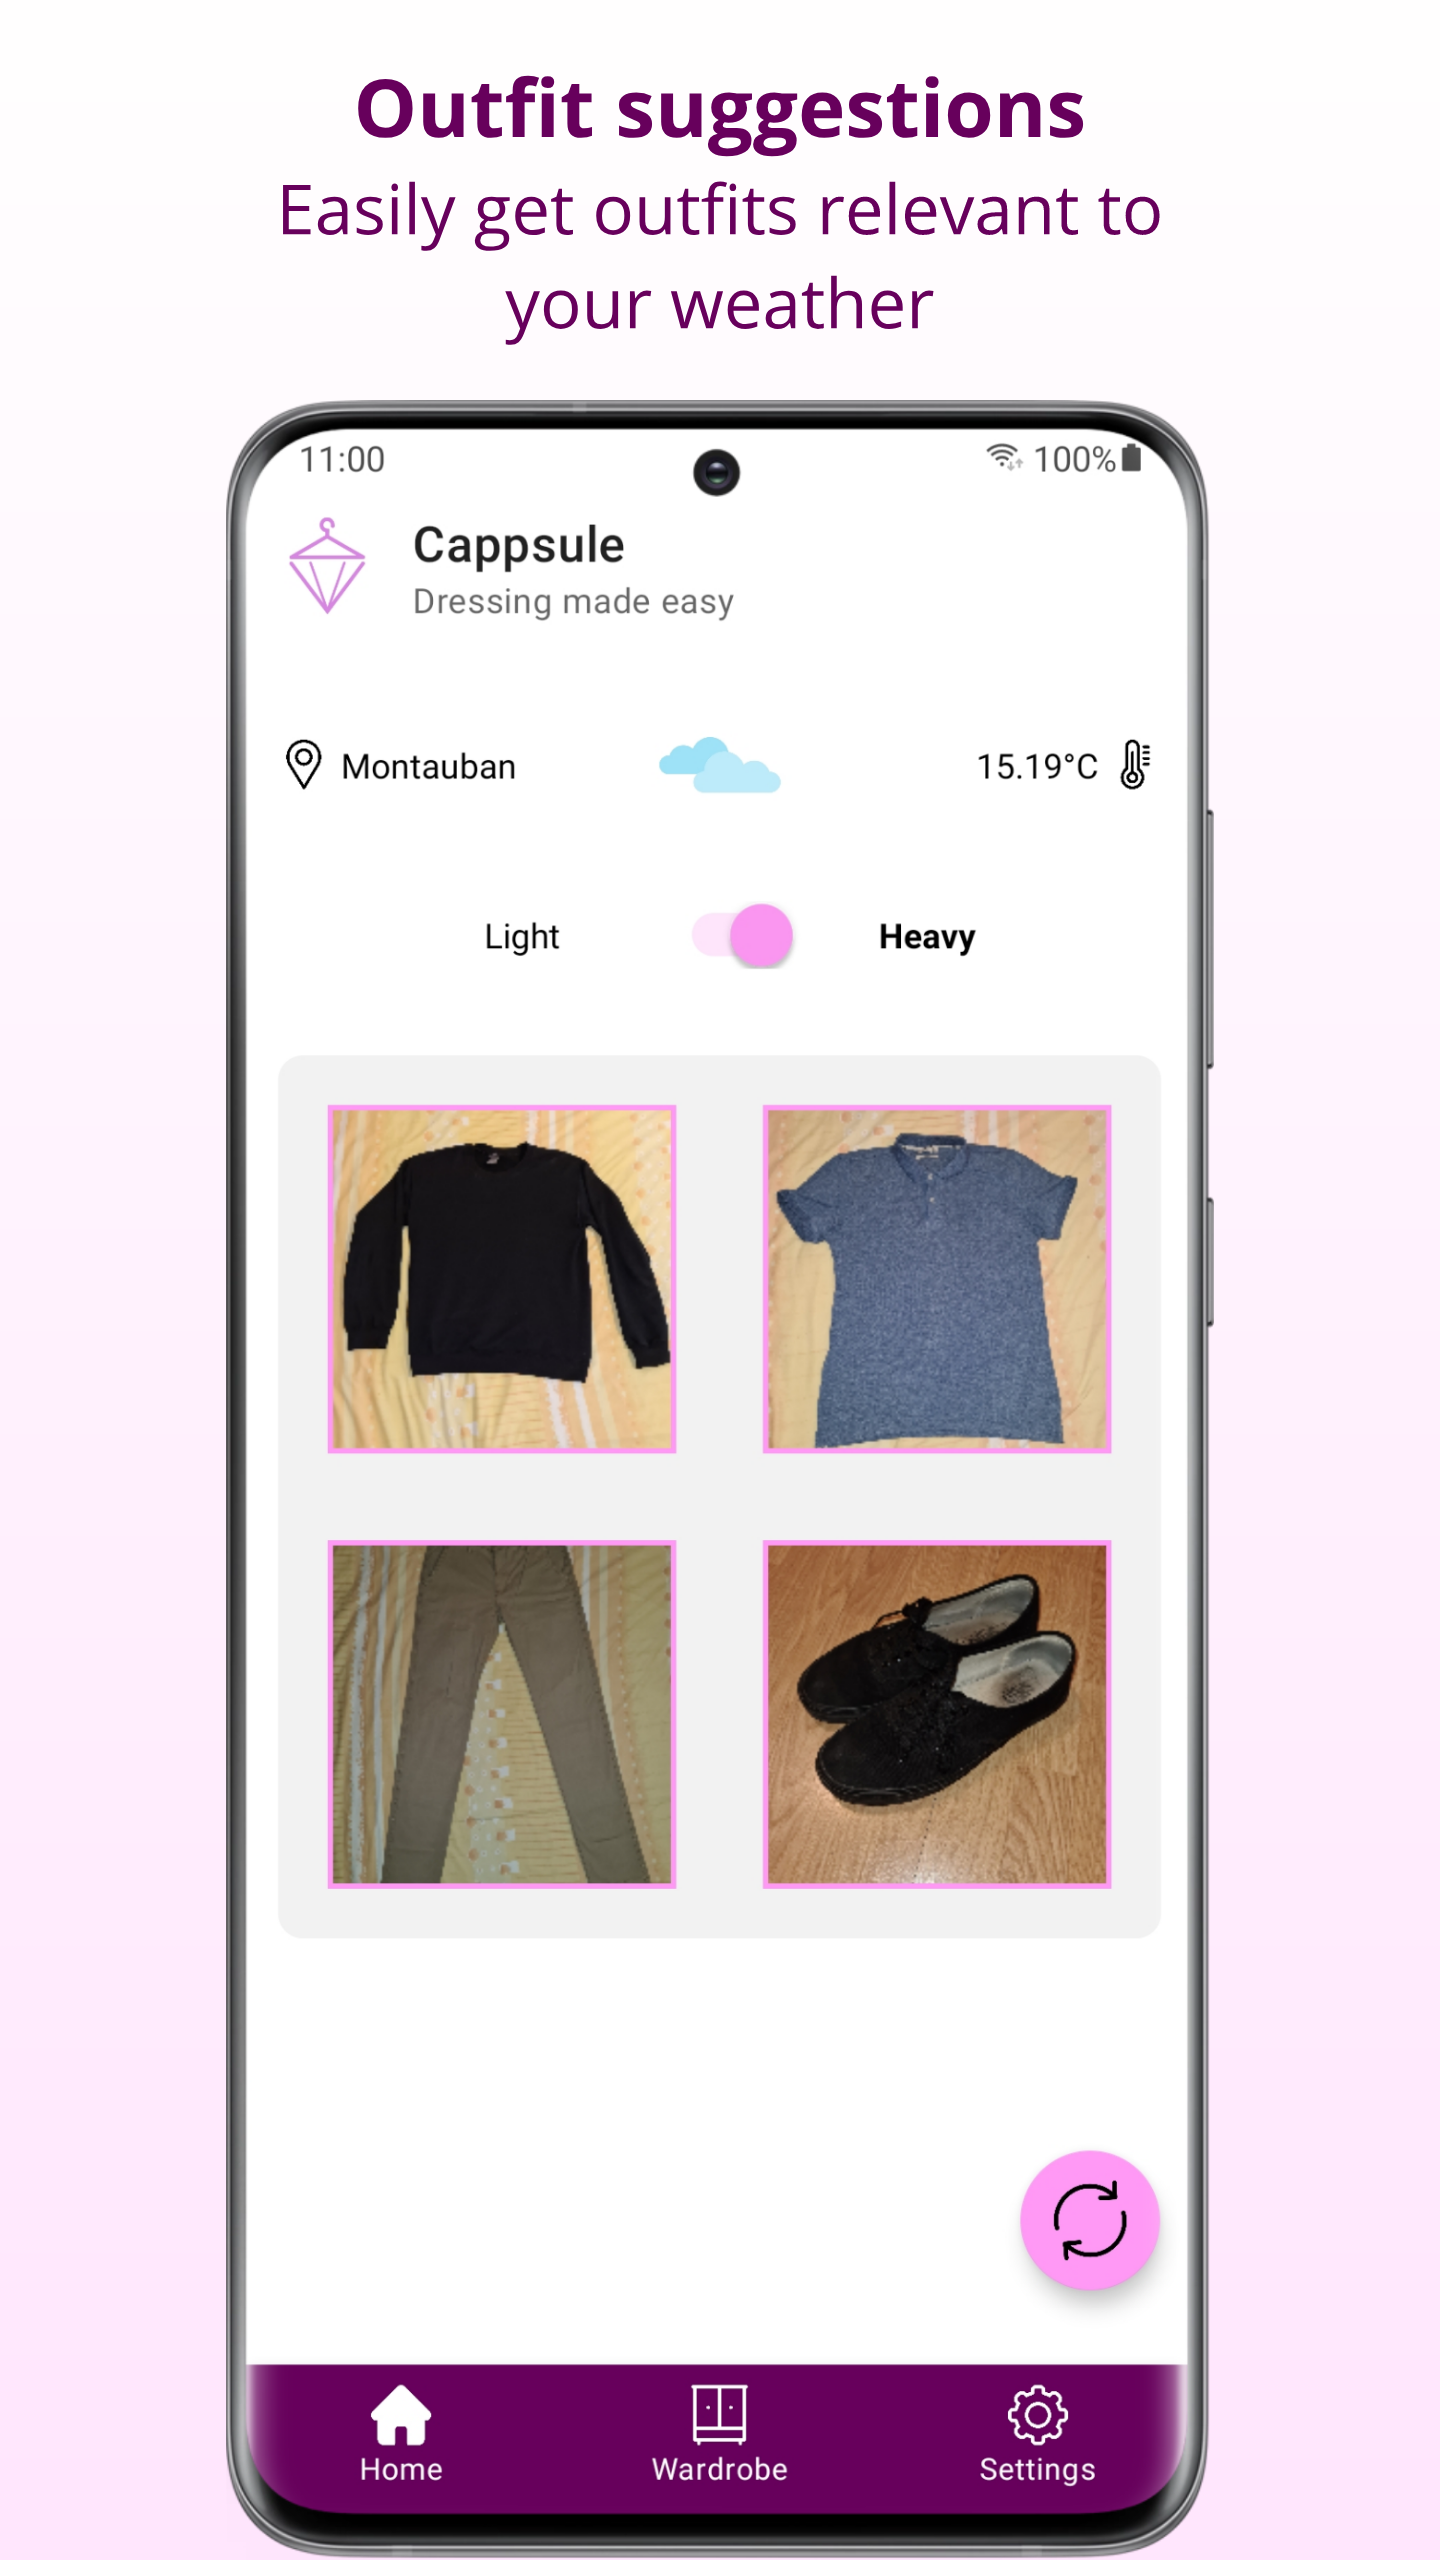 Outfit suggestions
Easily get outfits relevant to
your weather
11:00
100%
Cappsule
Dressing made easy
Montauban
15.19°C
Light
Heavy
Home
Wardrobe
Settings